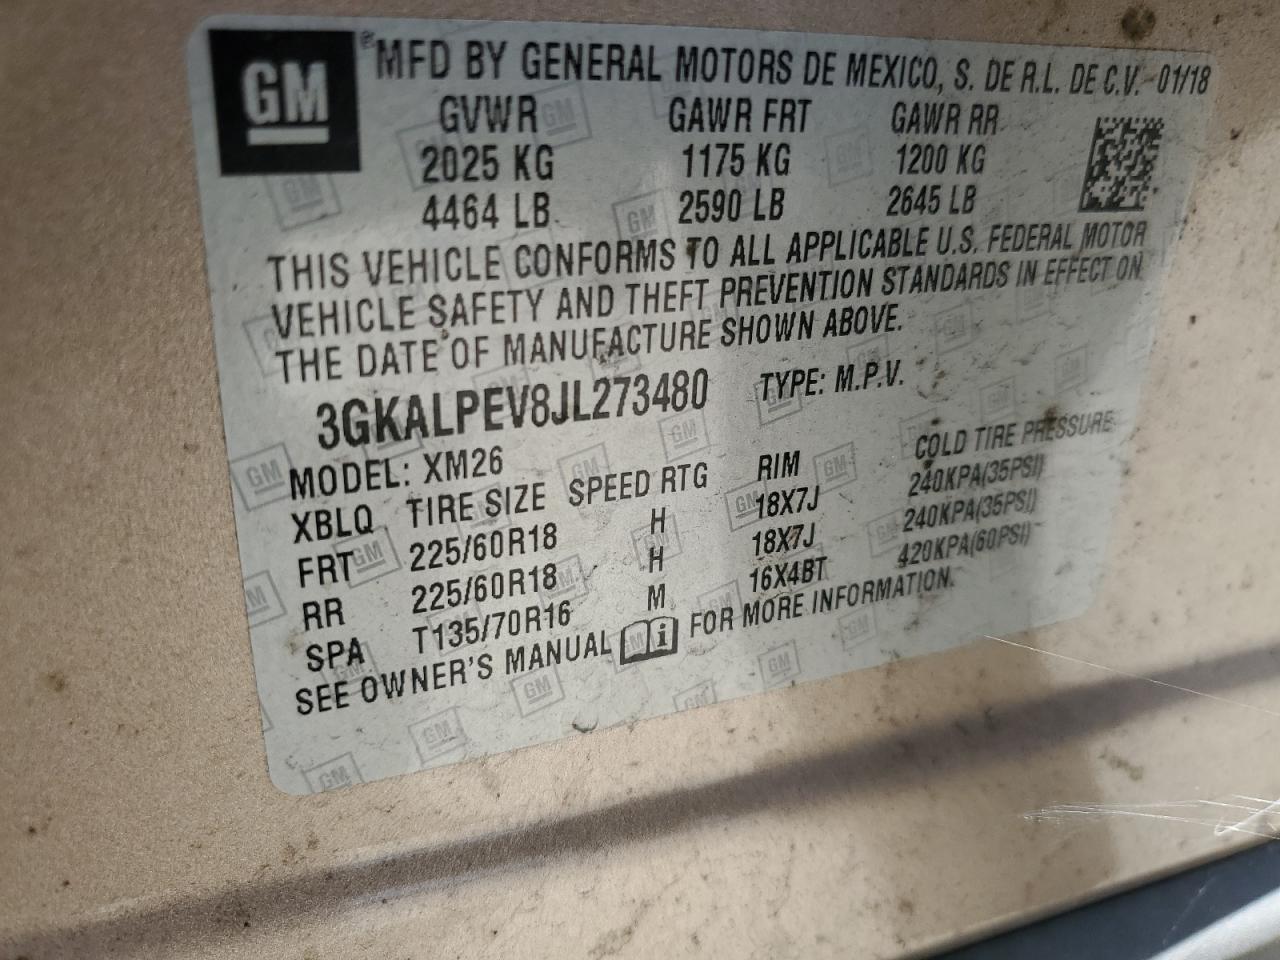 GM ® MFD BY GENERAL MOTORS DE MEXICO, S. DE R.L. DE C.V. 01/18
GVWR GAWR FRT GAWR RR
2025 KG 1175 KG 1200 KG
4464 LB 2590 LB 2645 LB
THIS VEHICLE CONFORMS TO ALL APPLICABLE U.S. FEDERAL MOTOR
VEHICLE SAFETY AND THEFT PREVENTION STANDARDS IN EFFECT ON
THE DATE OF MANUFACTURE SHOWN ABOVE.
3GKALPEV8JL273480 TYPE: M.P.V.
MODEL: XM26
XBLQ TIRE SIZE SPEED RTG RIM COLD TIRE PRESSURE
FRT 225/60R18 H 18X7J 240KPA(35PSI)
RR 225/60R18 H 18X7J 240KPA(35PSI)
SPA T135/70R16 M 16X4BT 420KPA(60PSI)
SEE OWNER'S MANUAL FOR MORE INFORMATION.